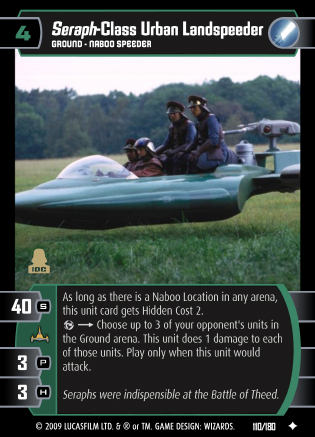 4
Seraph-Class Urban Landspeeder
GROUND - NABOO SPEEDER
IDC
40 S
3 P
3 H
As long as there is a Naboo Location in any arena,
this unit card gets Hidden Cost 2.
Choose up to 3 of your opponent's units in
the Ground arena. This unit does 1 damage to each
of those units. Play only when this unit would
attack.
Seraphs were indispensible at the Battle of Theed.
© 2009 LUCASFILM LTD. & ® or TM. GAME DESIGN: WIZARDS. 110/180